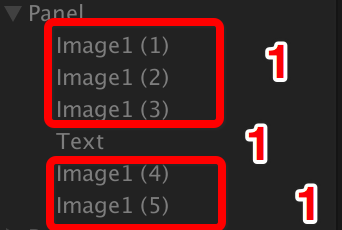 Panel
Image1 (1)
1
Image1 (2)
Image1 (3)
Text
1
Image1 (4)
Image1 (5)
1